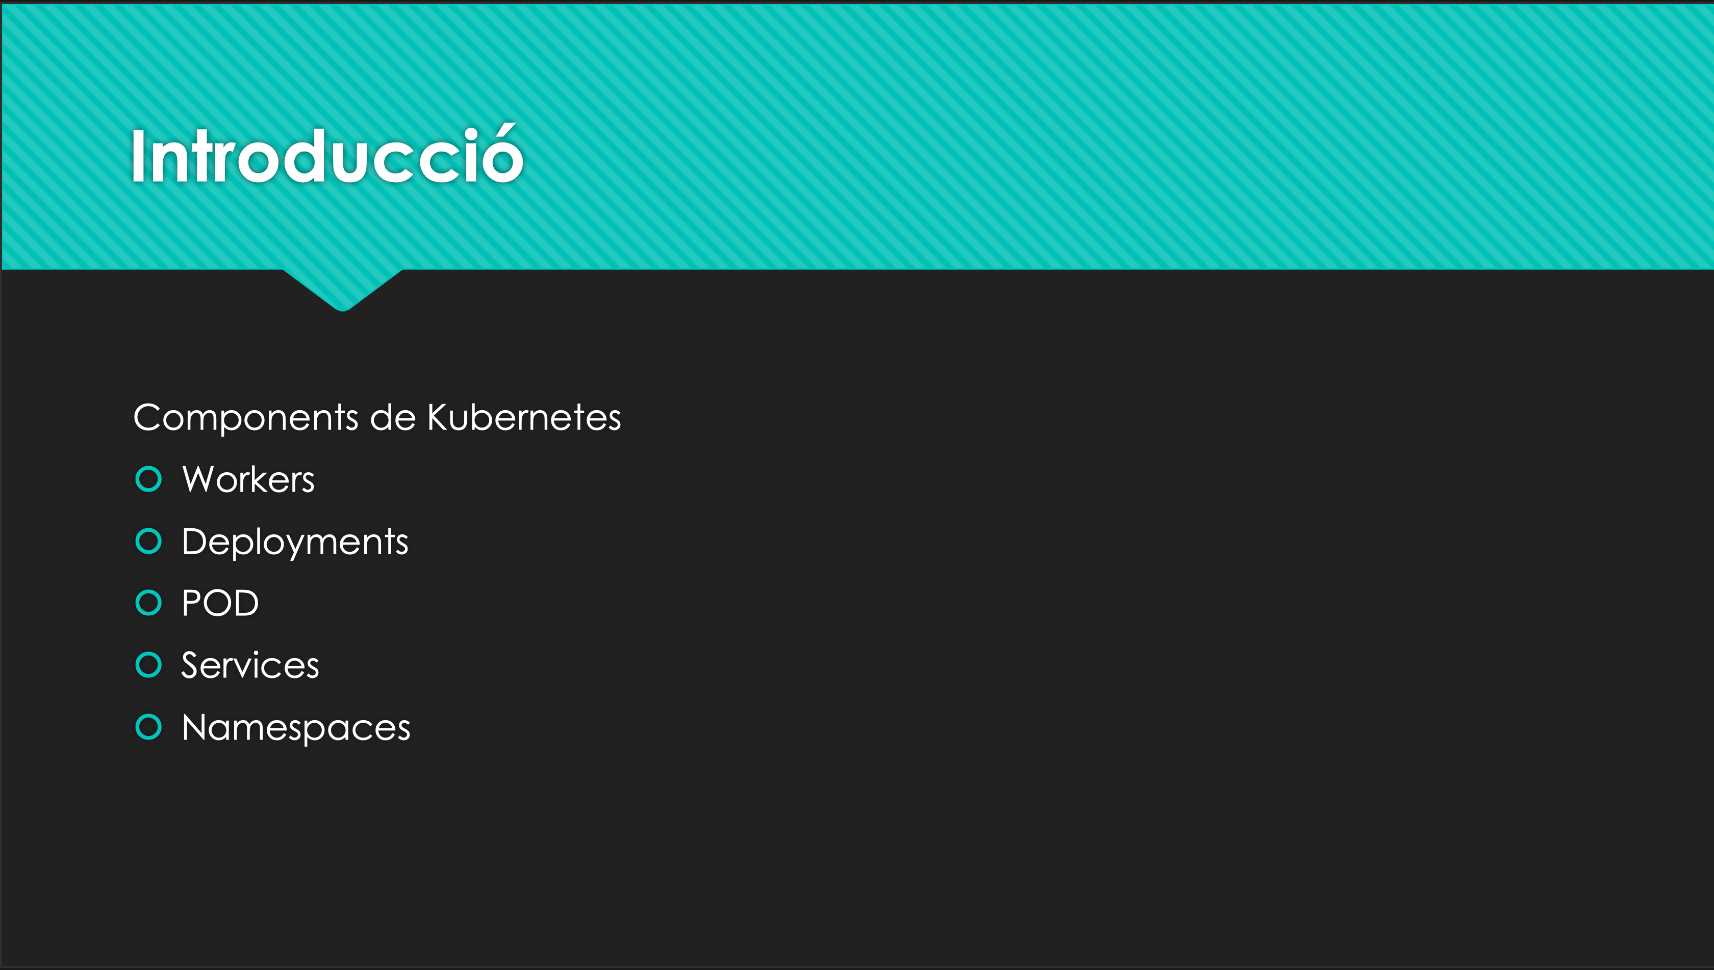 Introducció
Components de Kubernetes
Workers
Deployments
POD
Services
Namespaces